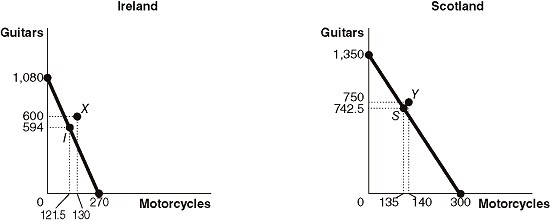 Ireland
Guitars
1,080
600
594
X
I
0
270
Motorcycles
121.5
130
Scotland
Guitars
1,350
750
742.5
Y
S
0
135
140
300
Motorcycles